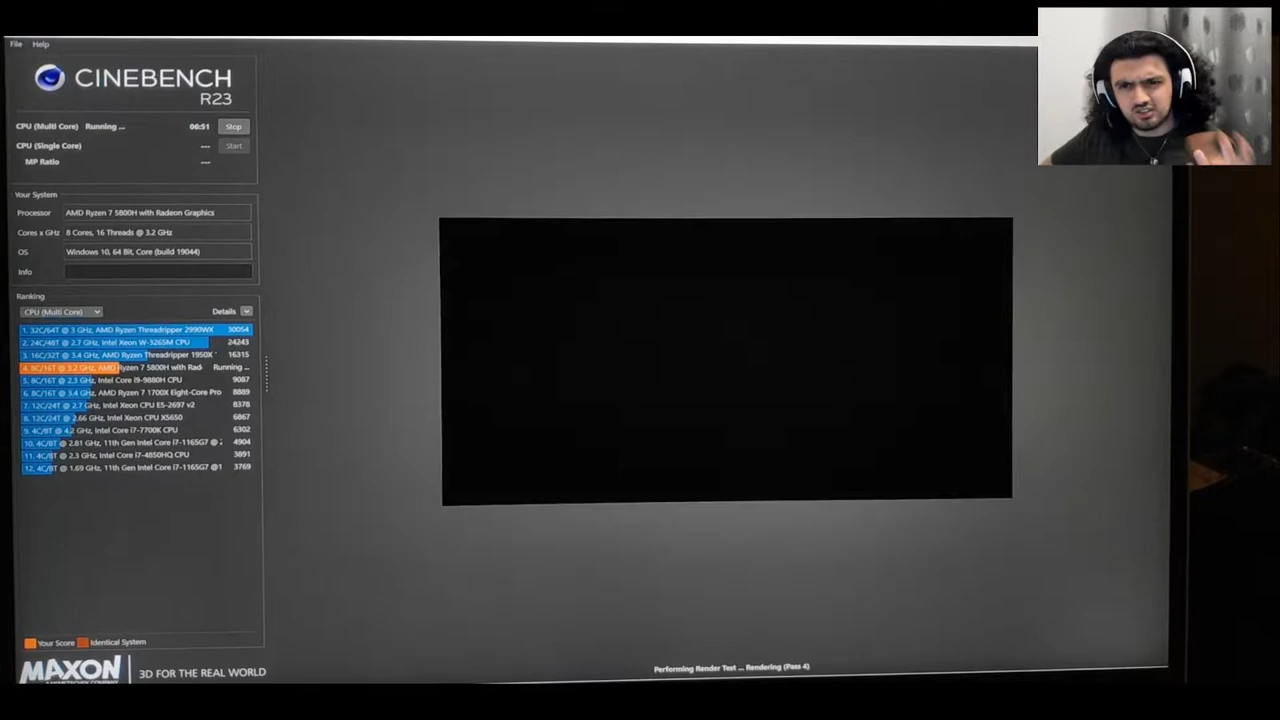 File Help
CINEBENCH
R23
CPU (Multi Core) Running ... 06:51 Stop
CPU (Single Core) --- Start
MP Ratio ---
Your System
Processor AMD Ryzen 7 5800H with Radeon Graphics
Cores x GHz 8 Cores, 16 Threads @ 3.2 GHz
OS Windows 10, 64 Bit, Core (build 19044)
Info
Ranking
CPU (Multi Core) Details
1. 32C/64T @ 3 GHz, AMD Ryzen Threadripper 2990WX 30054
2. 24C/48T @ 2.7 GHz, Intel Xeon W-3265M CPU 24243
3. 16C/32T @ 3.4 GHz, AMD Ryzen Threadripper 1950X 16315
4. 8C/16T @ 3.2 GHz, AMD Ryzen 7 5800H with Rad Running ...
5. 8C/16T @ 2.3 GHz, Intel Core i9-9880H CPU 9087
6. 8C/16T @ 3.4 GHz, AMD Ryzen 7 1700X Eight-Core Pro 8889
7. 12C/24T @ 2.7 GHz, Intel Xeon CPU E5-2697 v2 8378
8. 12C/24T @ 2.66 GHz, Intel Xeon CPU X5650 6867
9. 4C/8T @ 4.2 GHz, Intel Core i7-7700K CPU 6302
10. 4C/8T @ 2.81 GHz, 11th Gen Intel Core i7-1165G7 @ 2 4904
11. 4C/8T @ 2.3 GHz, Intel Core i7-4850HQ CPU 3891
12. 4C/8T @ 1.69 GHz, 11th Gen Intel Core i7-1165G7 @1 3769
Your Score Identical System
MAXON 3D FOR THE REAL WORLD
A NEMETSCHEK COMPANY
Performing Render Test ... Rendering (Pass 4)